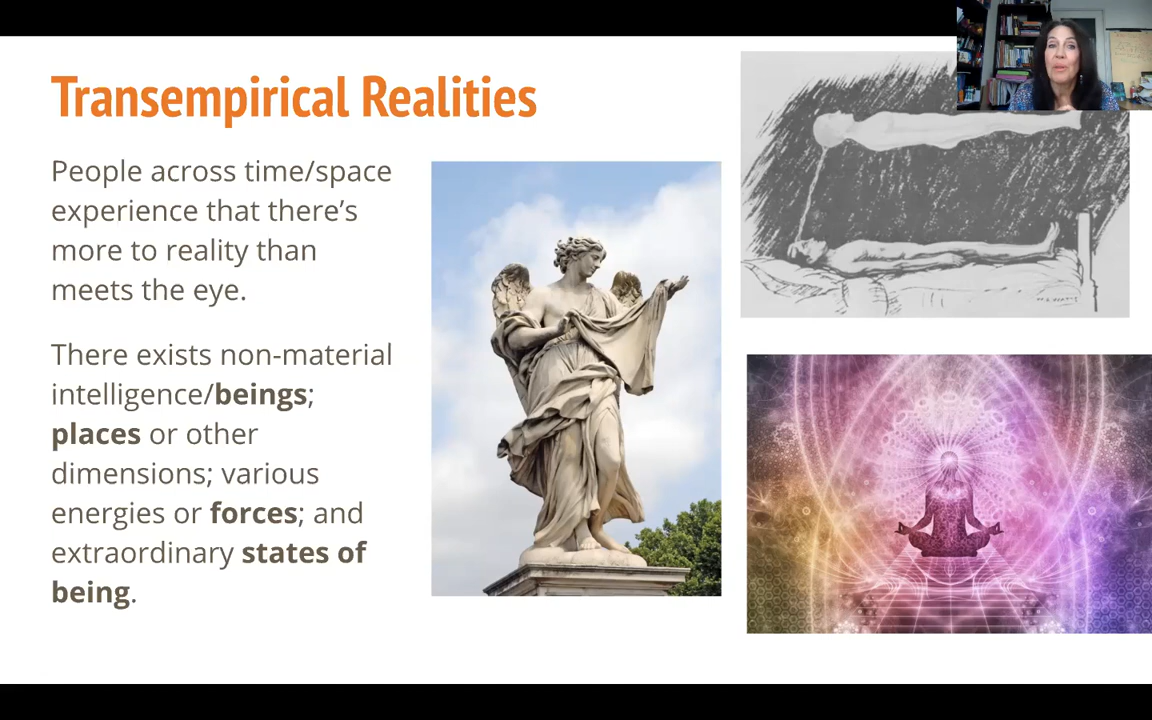 Transempirical Realities
People across time/space
experience that there’s
more to reality than
meets the eye.
There exists non-material
intelligence/beings;
places or other
dimensions; various
energies or forces; and
extraordinary states of
being.